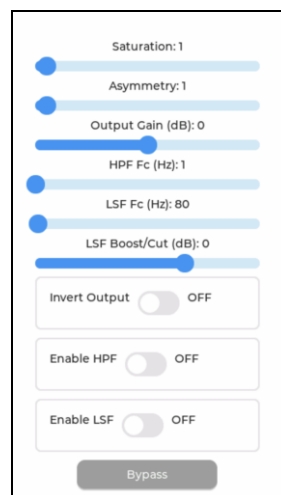 Saturation: 1
Asymmetry: 1
Output Gain (dB): 0
HPF Fc (Hz): 1
LSF Fc (Hz): 80
LSF Boost/Cut (dB): 0
Invert Output OFF
Enable HPF OFF
Enable LSF OFF
Bypass